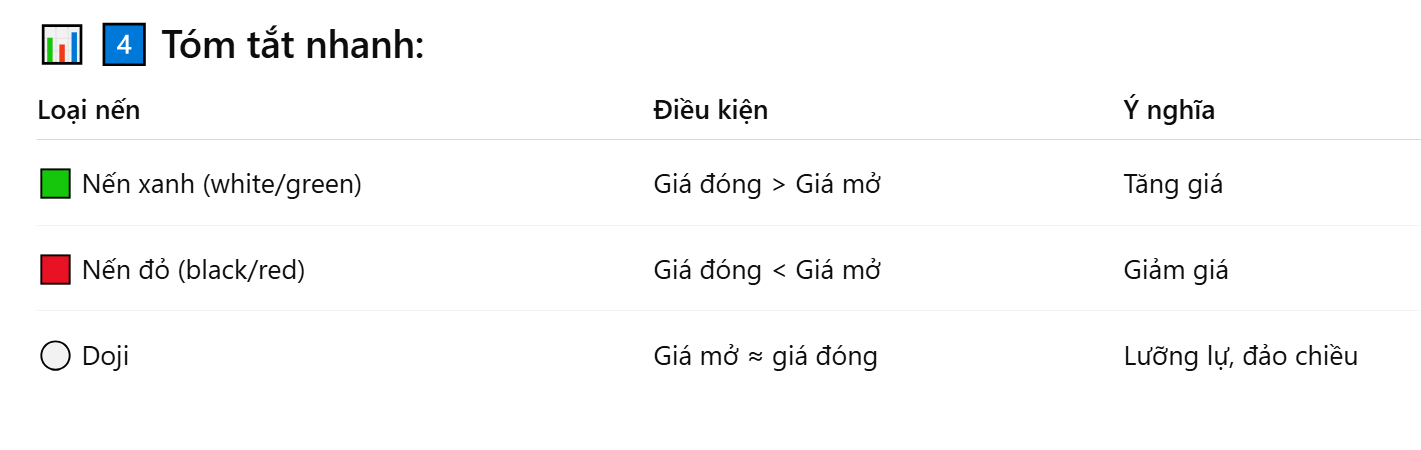 4 Tóm tắt nhanh:
Loại nến Điều kiện Ý nghĩa
Nến xanh (white/green) Giá đóng > Giá mở Tăng giá
Nến đỏ (black/red) Giá đóng < Giá mở Giảm giá
Doji Giá mở ≈ giá đóng Lưỡng lự, đảo chiều